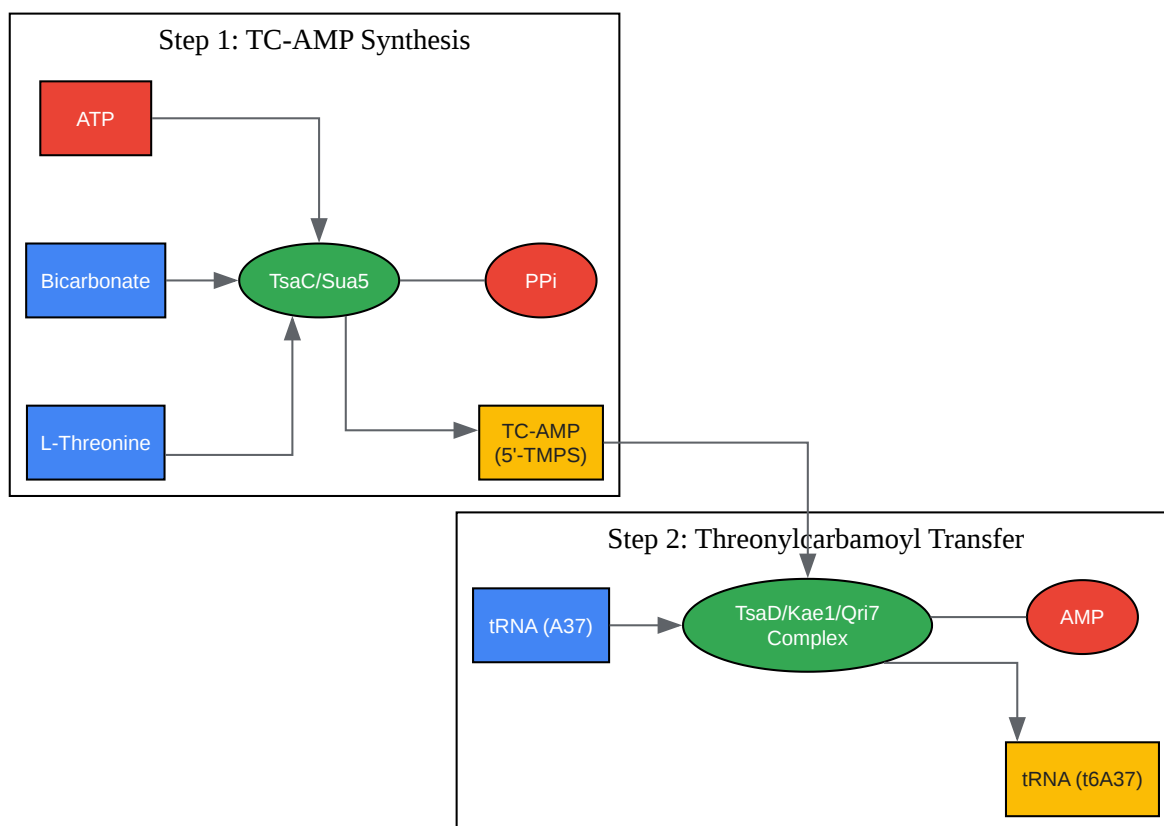 Step 1: TC-AMP Synthesis
ATP
Bicarbonate
TsaC/Sua5
PPi
L-Threonine
TC-AMP
(5'-TMPS)
Step 2: Threonylcarbamoyl Transfer
tRNA (A37)
TsaD/Kae1/Qri7
Complex
AMP
tRNA (t6A37)